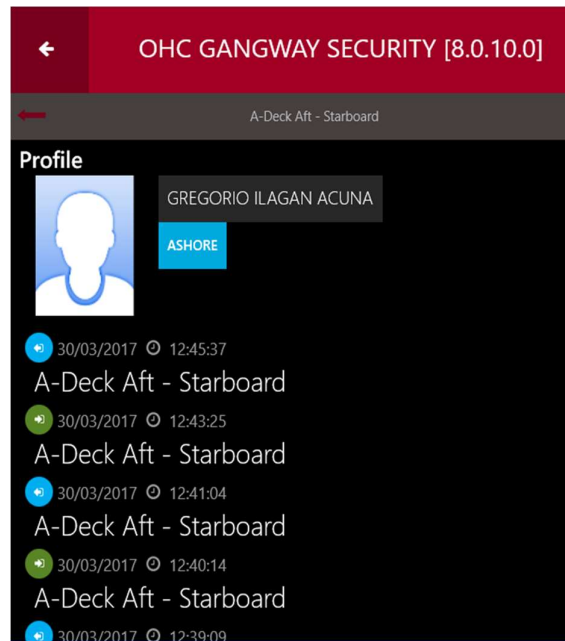 OHC GANGWAY SECURITY [8.0.10.0]
A-Deck Aft - Starboard
Profile
GREGORIO ILAGAN ACUNA
ASHORE
30/03/2017 12:45:37
A-Deck Aft - Starboard
30/03/2017 12:43:25
A-Deck Aft - Starboard
30/03/2017 12:41:04
A-Deck Aft - Starboard
30/03/2017 12:40:14
A-Deck Aft - Starboard
30/03/2017 12:39:09